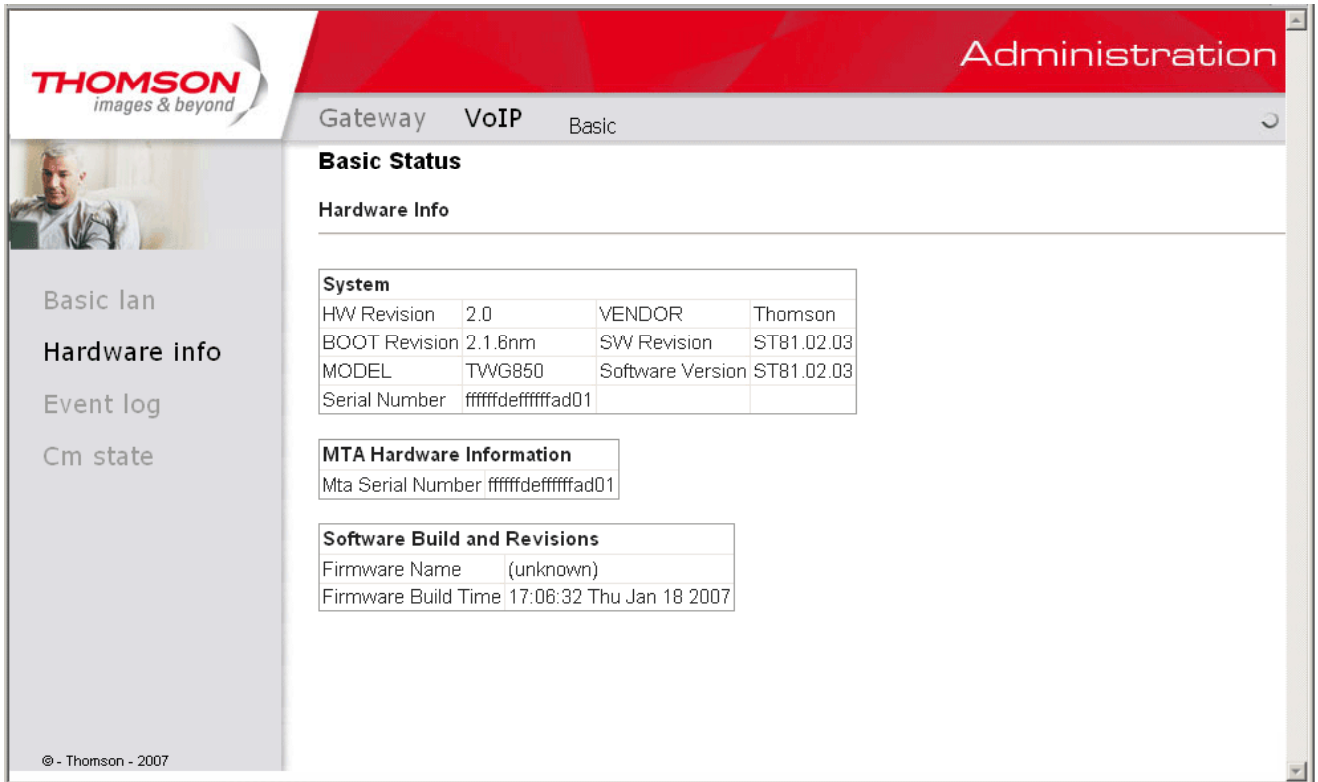 THOMSON
images & beyond
Administration
Gateway VoIP Basic
Basic Status
Hardware Info
Basic lan
Hardware info
Event log
Cm state
System
HW Revision 2.0 VENDOR Thomson
BOOT Revision 2.1.6nm SW Revision ST81.02.03
MODEL TWG850 Software Version ST81.02.03
Serial Number ffffffdeffffffad01
MTA Hardware Information
Mta Serial Number ffffffdeffffffad01
Software Build and Revisions
Firmware Name (unknown)
Firmware Build Time 17:06:32 Thu Jan 18 2007
© - Thomson - 2007